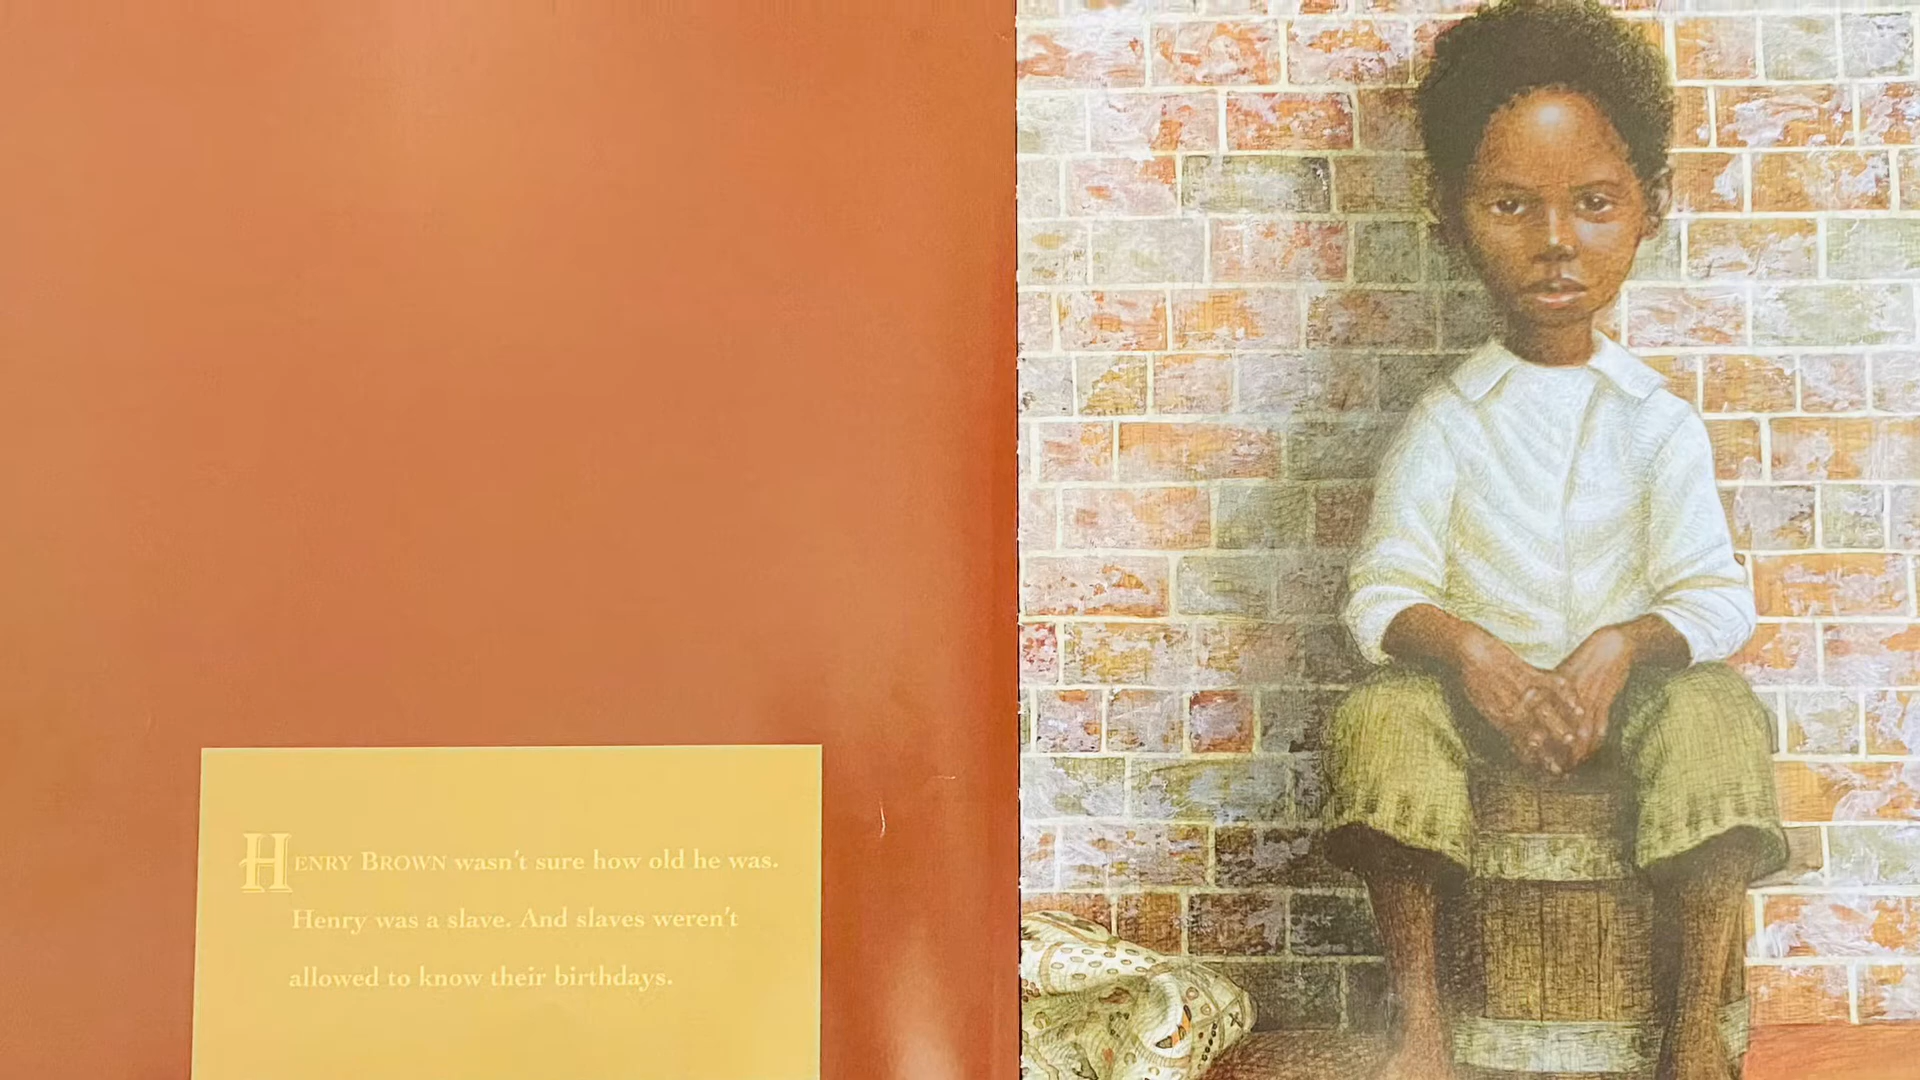 HENRY BROWN wasn't sure how old he was.
Henry was a slave. And slaves weren't
allowed to know their birthdays.